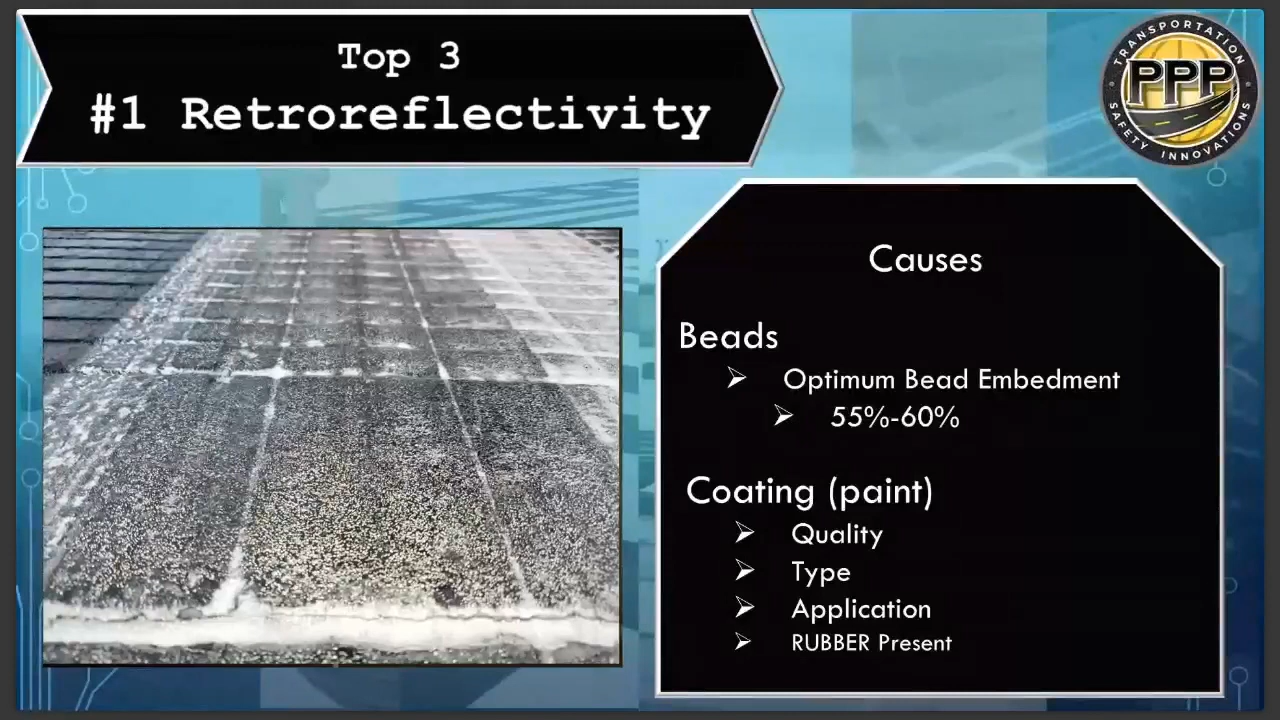 Top 3
#1 Retroreflectivity
TRANSPORTATION
PPP
SAFETY INNOVATIONS
Causes
Beads
Optimum Bead Embedment
55%-60%
Coating (paint)
Quality
Type
Application
RUBBER Present